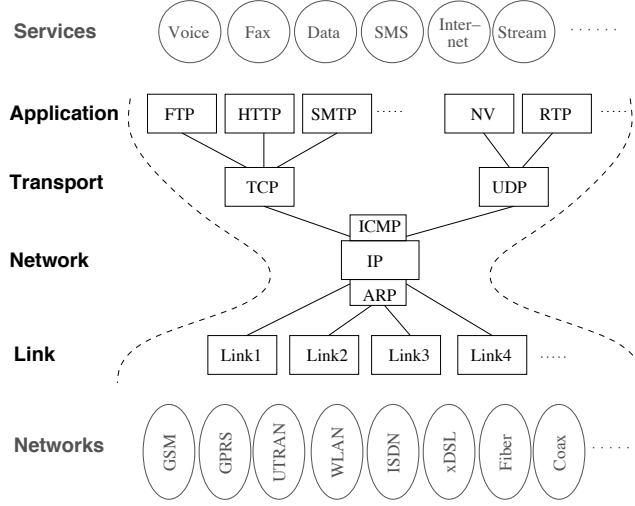 Services
Voice
Fax
Data
SMS
Inter–
net
Stream
......
Application
FTP
HTTP
SMTP
.....
NV
RTP
.....
Transport
TCP
UDP
ICMP
Network
IP
ARP
Link
Link1
Link2
Link3
Link4
.....
Networks
GSM
GPRS
UTRAN
WLAN
ISDN
xDSL
Fiber
Coax
......